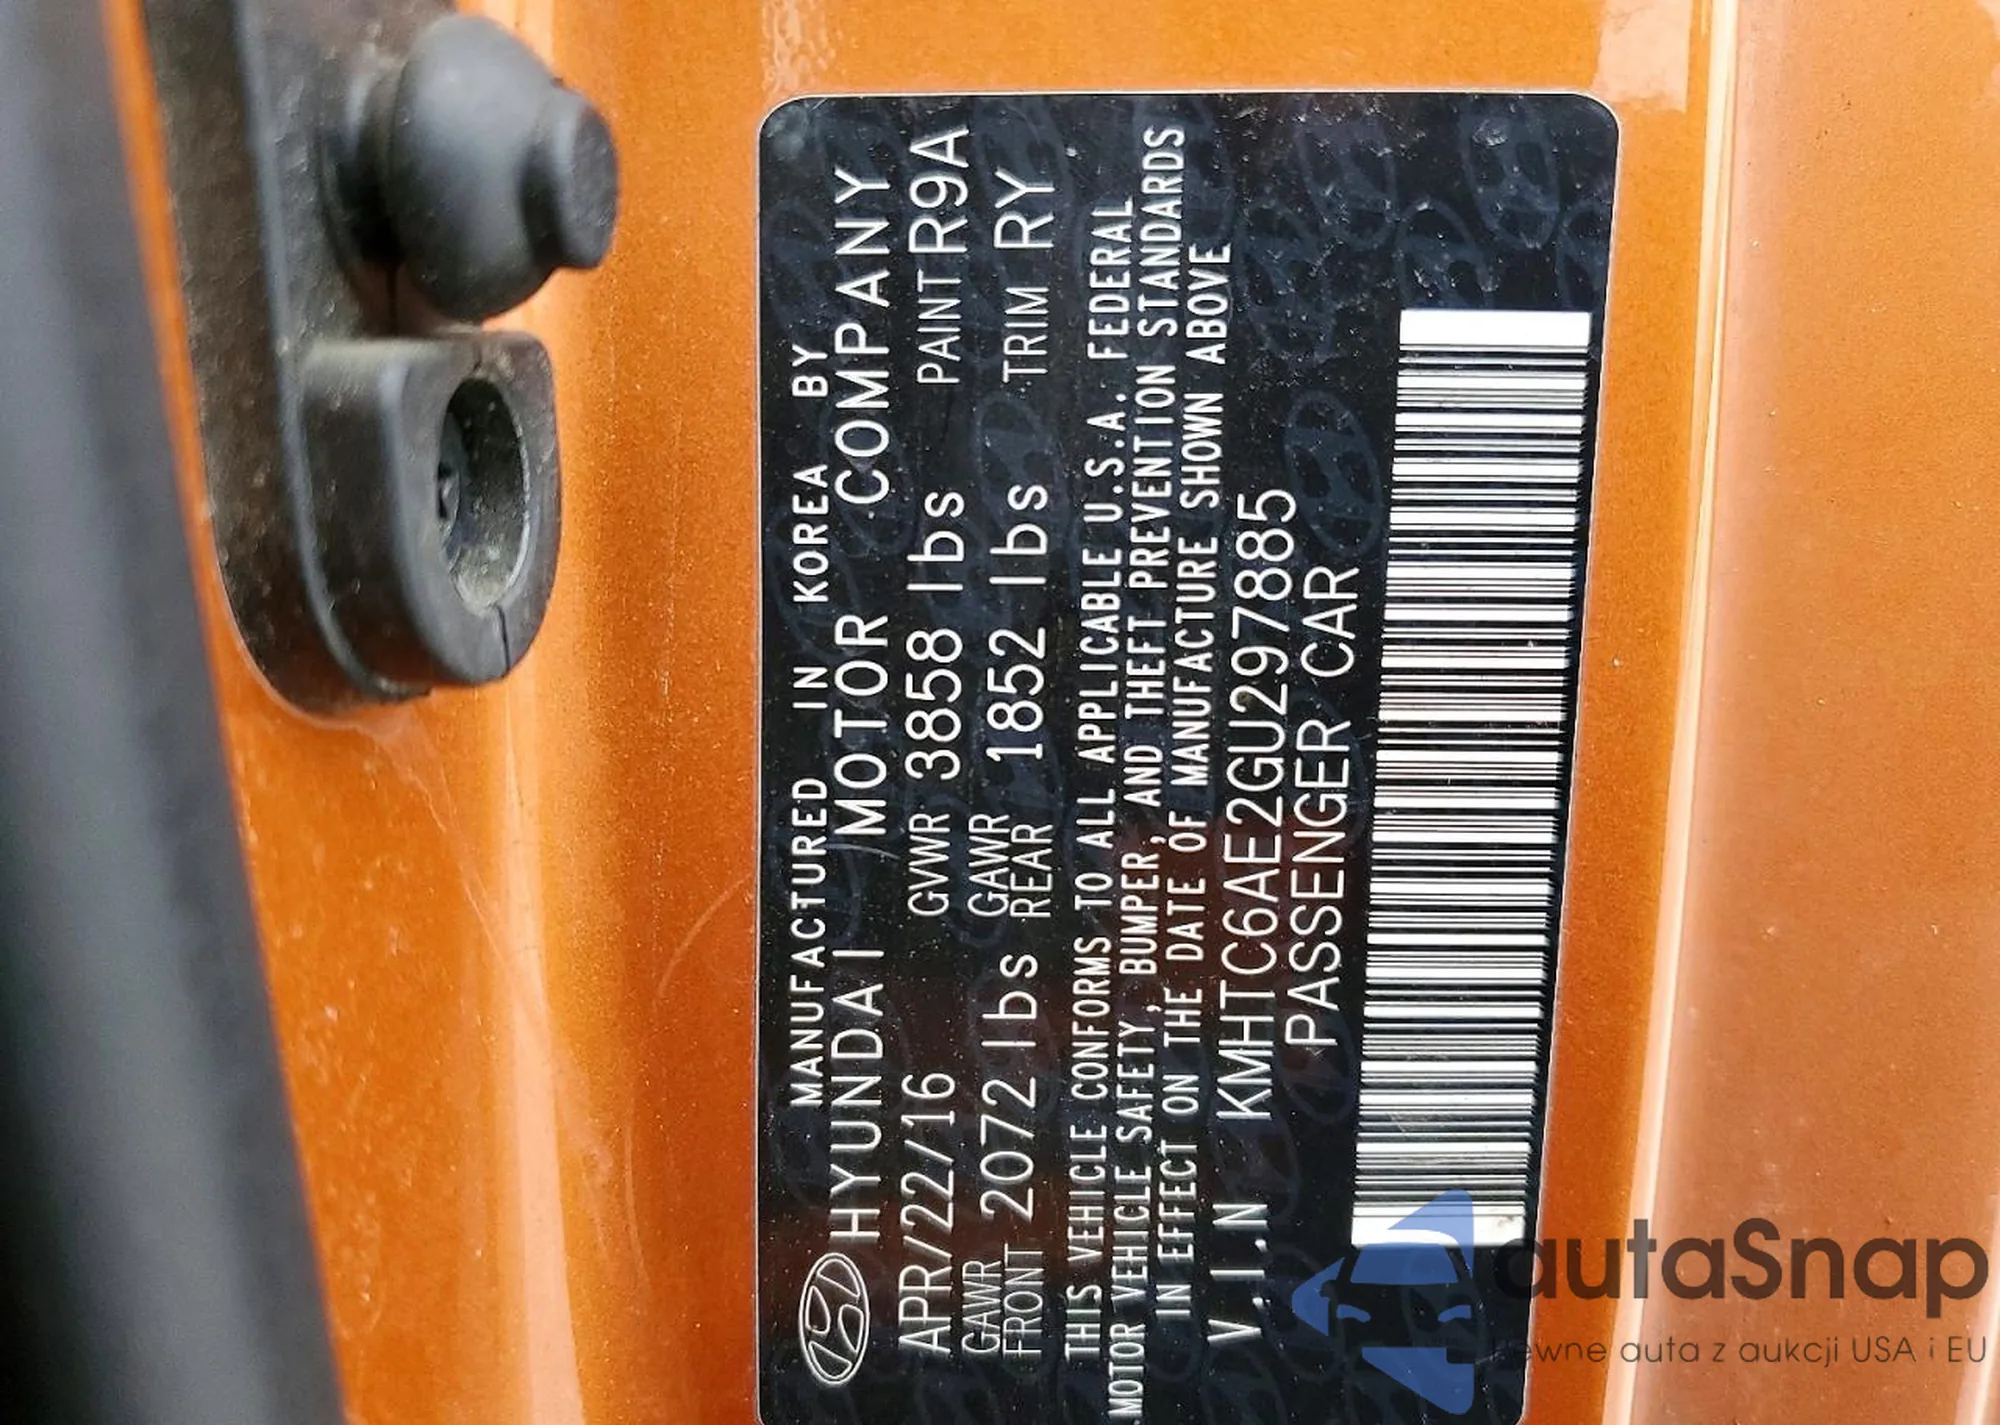 MANUFACTURED IN KOREA BY
HYUNDAI MOTOR COMPANY
APR/22/16 GVWR 3858 lbs PAINT R9A
GAWR FRONT 2072 lbs GAWR REAR 1852 lbs TRIM RY
THIS VEHICLE CONFORMS TO ALL APPLICABLE U.S.A. FEDERAL
MOTOR VEHICLE SAFETY, BUMPER, AND THEFT PREVENTION STANDARDS
IN EFFECT ON THE DATE OF MANUFACTURE SHOWN ABOVE
V.I.N KMHTC6AE2GU297885
PASSENGER CAR
autaSnap
pewne auta z aukcji USA i EU